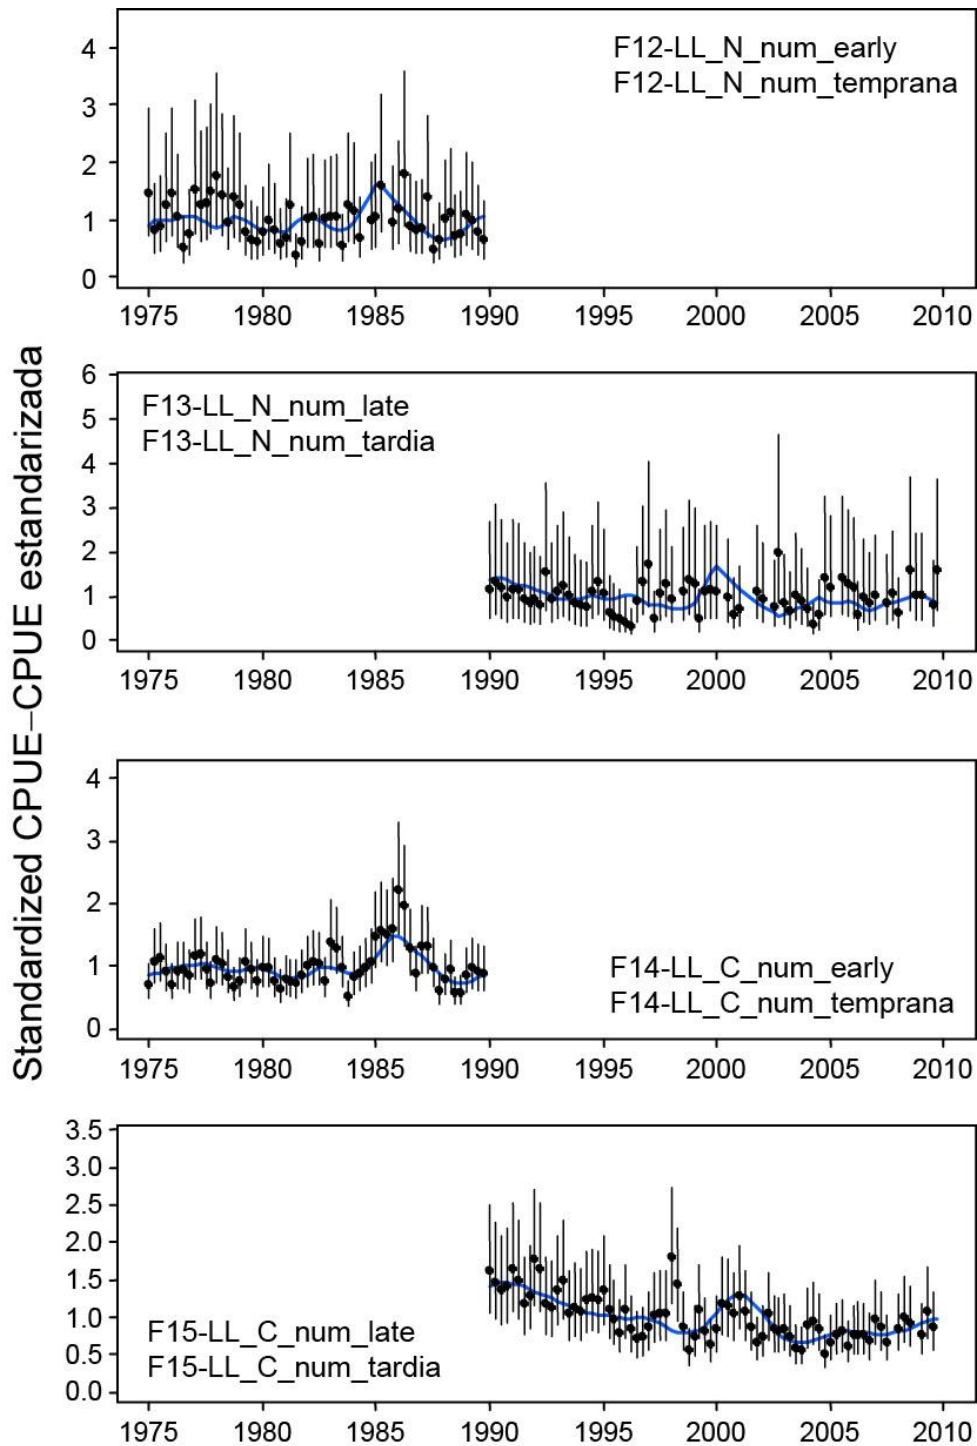 Standardized CPUE–CPUE estandarizada
4
3
2
1
0
F12-LL_N_num_early
F12-LL_N_num_temprana
1975 1980 1985 1990 1995 2000 2005 2010
6
5
4
3
2
1
0
F13-LL_N_num_late
F13-LL_N_num_tardia
1975 1980 1985 1990 1995 2000 2005 2010
4
3
2
1
0
F14-LL_C_num_early
F14-LL_C_num_temprana
1975 1980 1985 1990 1995 2000 2005 2010
3.5
3.0
2.5
2.0
1.5
1.0
0.5
0.0
F15-LL_C_num_late
F15-LL_C_num_tardia
1975 1980 1985 1990 1995 2000 2005 2010